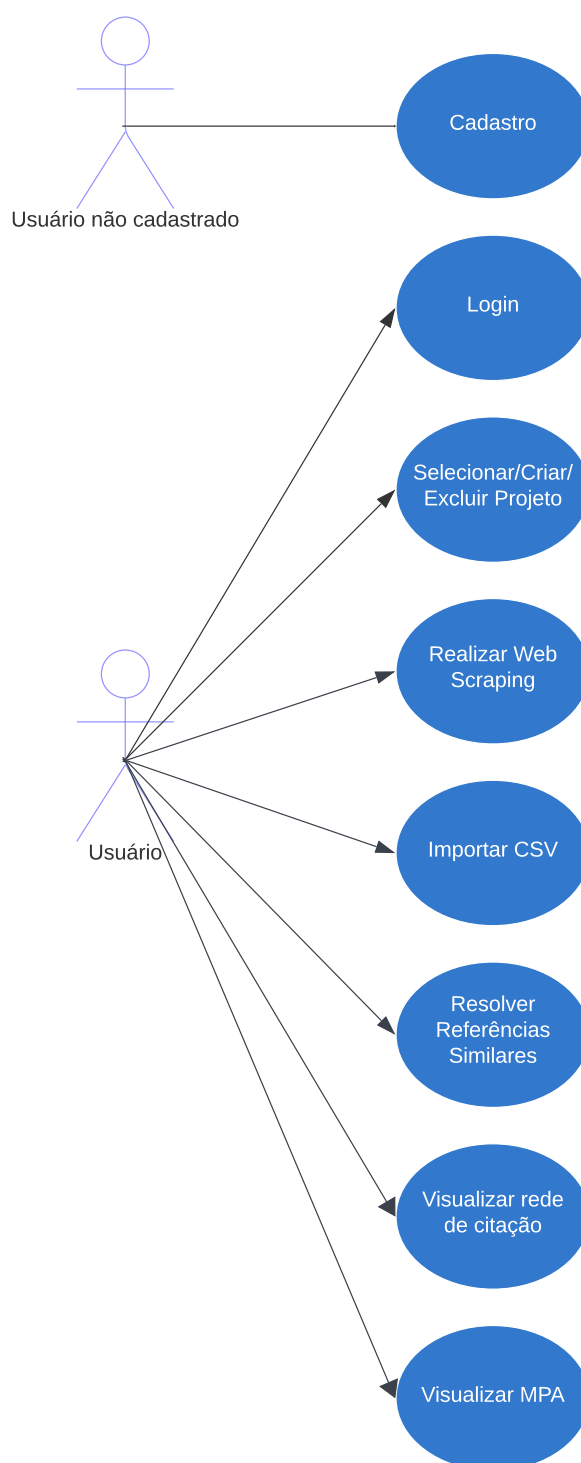 Cadastro
Usuário não cadastrado
Login
Selecionar/Criar/
Excluir Projeto
Realizar Web
Scraping
Usuário
Importar CSV
Resolver
Referências
Similares
Visualizar rede
de citação
Visualizar MPA